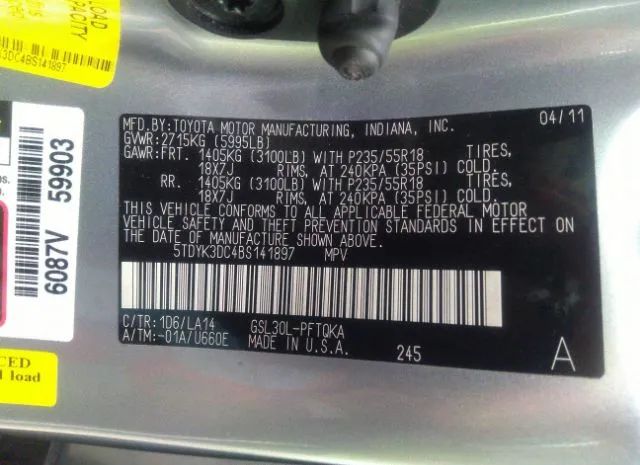 LOAD
CAPACITY
3DC4BS141897
6087V 59903
MFD.BY:TOYOTA MOTOR MANUFACTURING, INDIANA, INC. 04/11
GVWR:2715KG (5995LB)
GAWR:FRT. 1405KG (3100LB) WITH P235/55R18 TIRES,
18X7J RIMS, AT 240KPA (35PSI) COLD.
RR. 1405KG (3100LB) WITH P235/55R18 TIRES,
18X7J RIMS, AT 240KPA (35PSI) COLD.
THIS VEHICLE CONFORMS TO ALL APPLICABLE FEDERAL MOTOR
VEHICLE SAFETY AND THEFT PREVENTION STANDARDS IN EFFECT ON
THE DATE OF MANUFACTURE SHOWN ABOVE.
5TDYK3DC4BS141897 MPV
C/TR:1D6/LA14 GSL30L-PFTQKA
A/TM:-01A/U660E MADE IN U.S.A. 245 A
load